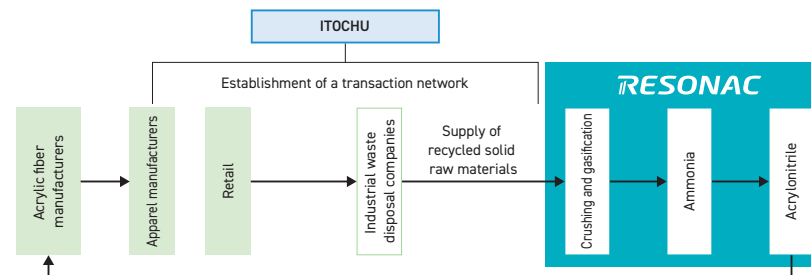 ITOCHU
Establishment of a transaction network
RESONAC
Acrylic fiber
manufacturers
Apparel manufacturers
Retail
Industrial waste
disposal companies
Supply of
recycled solid
raw materials
Crushing and gasification
Ammonia
Acrylonitrile